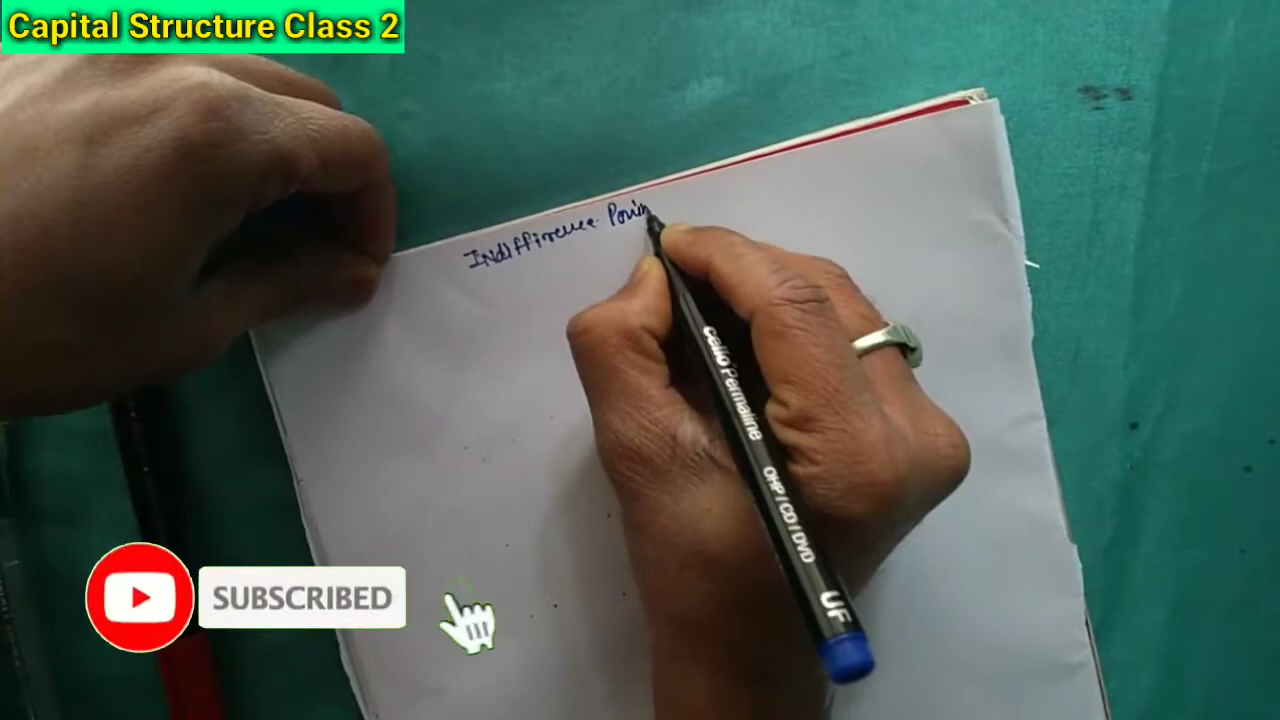 Capital Structure Class 2
Indifference Poin
cello Permaline OHP / CD / DVD UF
SUBSCRIBED